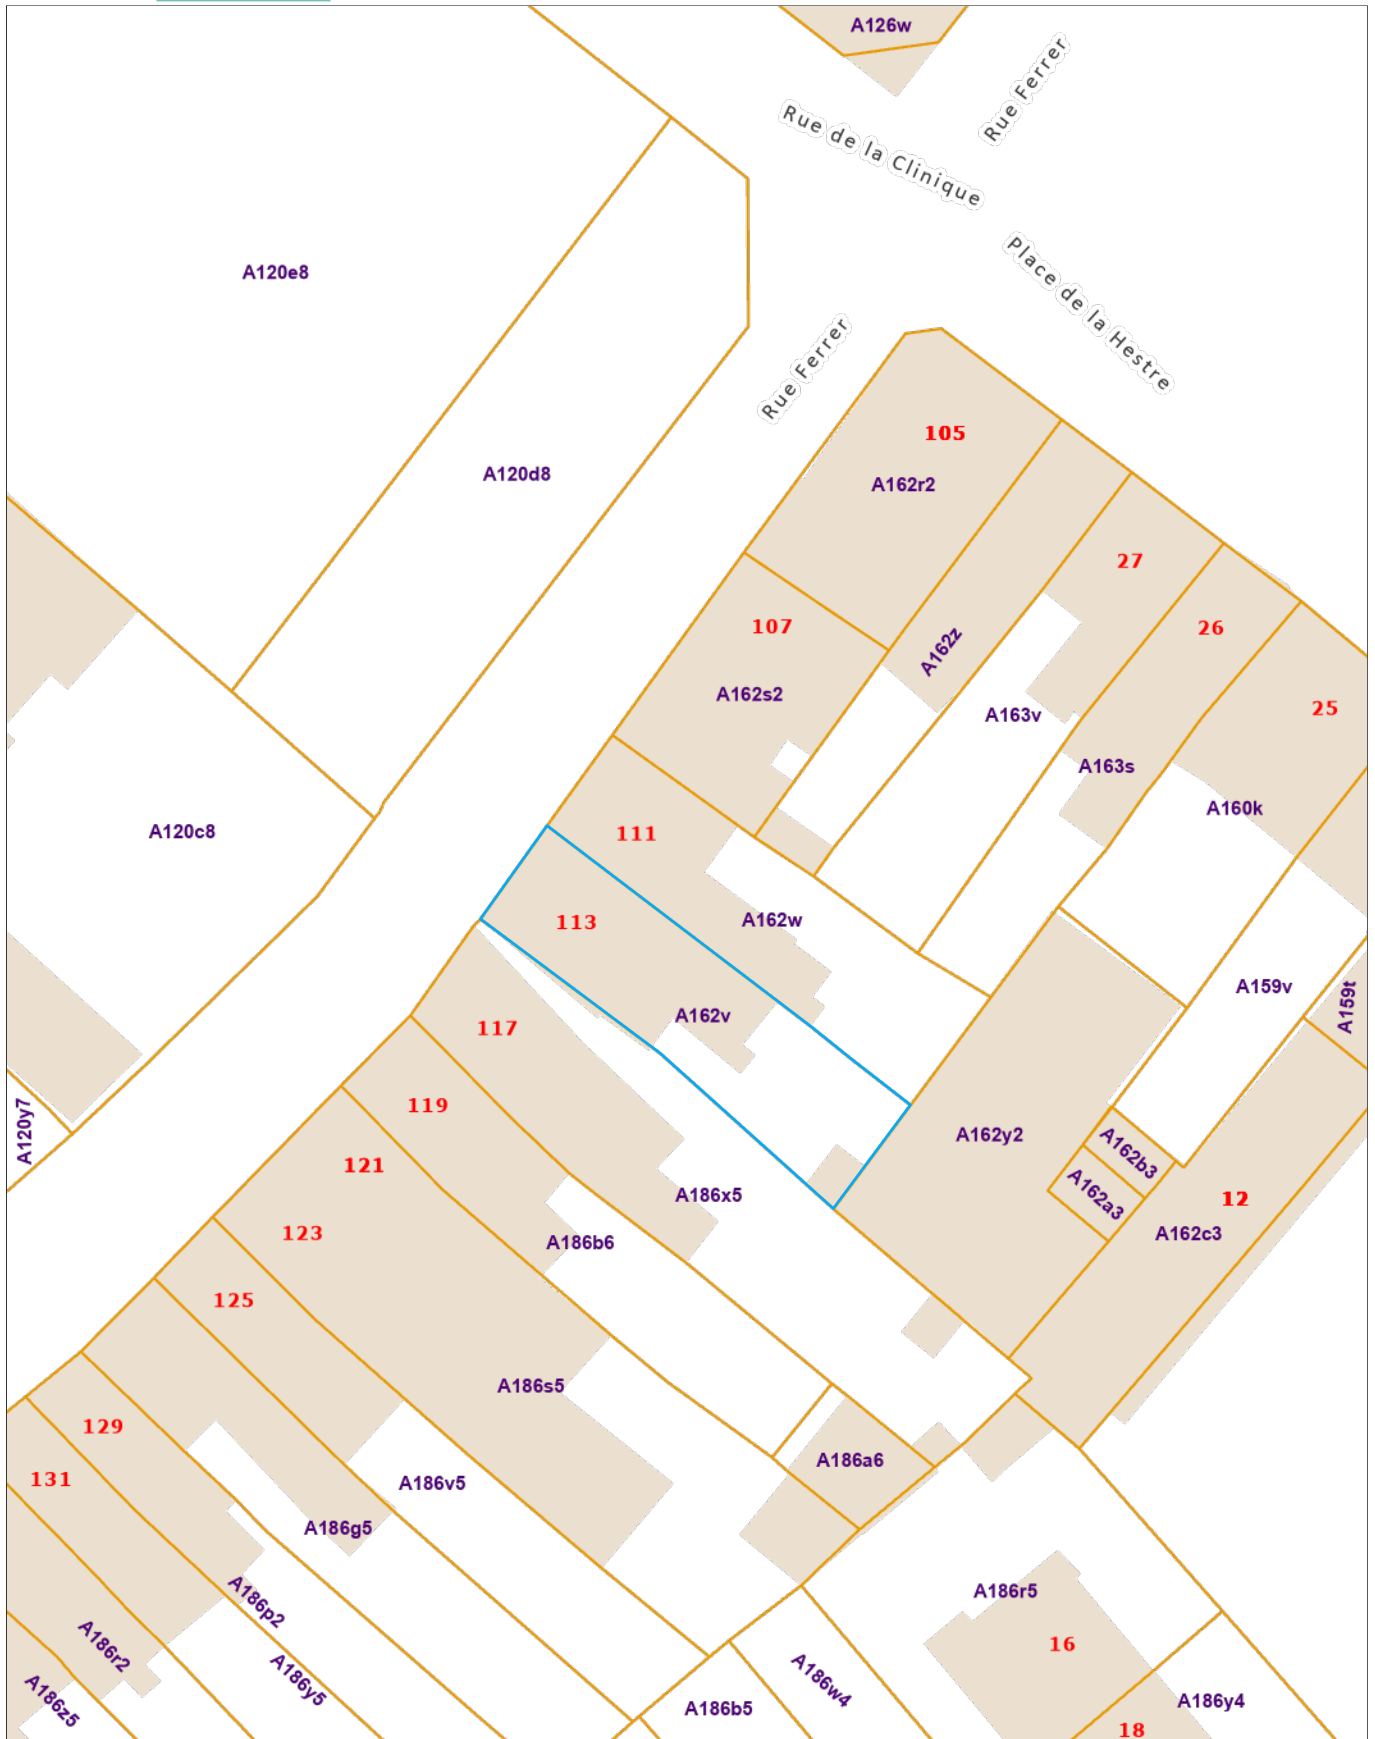 A126w
Rue Ferrer
Rue de la Clinique
Place de la Hestre
A120e8
Rue Ferrer
105
A120d8
A162r2
27
107
26
A162z
A162s2
A163v
25
A163s
A160k
A120c8
111
113
A162w
A159v
A159t
A162v
117
119
A120y7
A162y2
A162b3
121
A186x5
A162a3
12
123
A186b6
A162c3
125
A186s5
129
A186a6
131
A186v5
A186g5
A186r5
A186p2
A186r2
16
A186y5
A186w4
A186z5
A186b5
A186y4
18